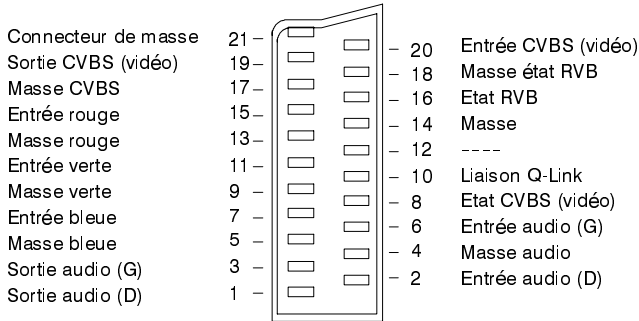 Connecteur de masse 21 –
Sortie CVBS (vidéo) 19 –
Masse CVBS 17 –
Entrée rouge 15 –
Masse rouge 13 –
Entrée verte 11 –
Masse verte 9 –
Entrée bleue 7 –
Masse bleue 5 –
Sortie audio (G) 3 –
Sortie audio (D) 1 –
– 20 Entrée CVBS (vidéo)
– 18 Masse état RVB
– 16 Etat RVB
– 14 Masse
– 12 ----
– 10 Liaison Q-Link
– 8 Etat CVBS (vidéo)
– 6 Entrée audio (G)
– 4 Masse audio
– 2 Entrée audio (D)